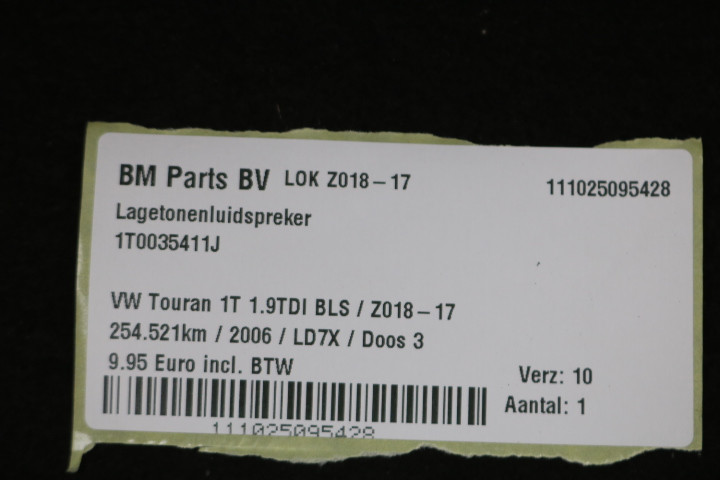 BM Parts BV LOK Z018-17 111025095428
Lagetonenluidspreker
1T0035411J
VW Touran 1T 1.9TDI BLS / Z018-17
254.521km / 2006 / LD7X / Doos 3
9.95 Euro incl. BTW
Verz: 10
Aantal: 1
111025095428